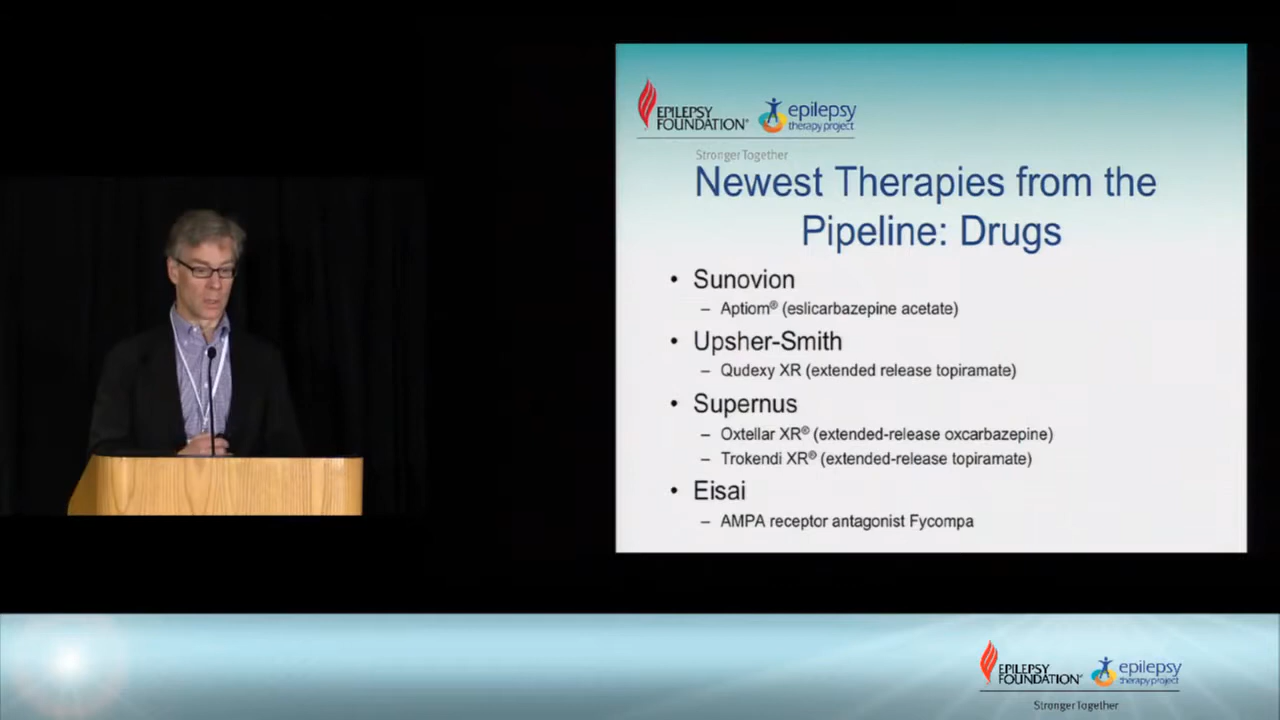 EPILEPSY
FOUNDATION®
epilepsy
therapy project
Stronger Together
Newest Therapies from the
Pipeline: Drugs
• Sunovion
– Aptiom® (eslicarbazepine acetate)
• Upsher-Smith
– Qudexy XR (extended release topiramate)
• Supernus
– Oxtellar XR® (extended-release oxcarbazepine)
– Trokendi XR® (extended-release topiramate)
• Eisai
– AMPA receptor antagonist Fycompa
EPILEPSY
FOUNDATION®
epilepsy
therapy project
Stronger Together